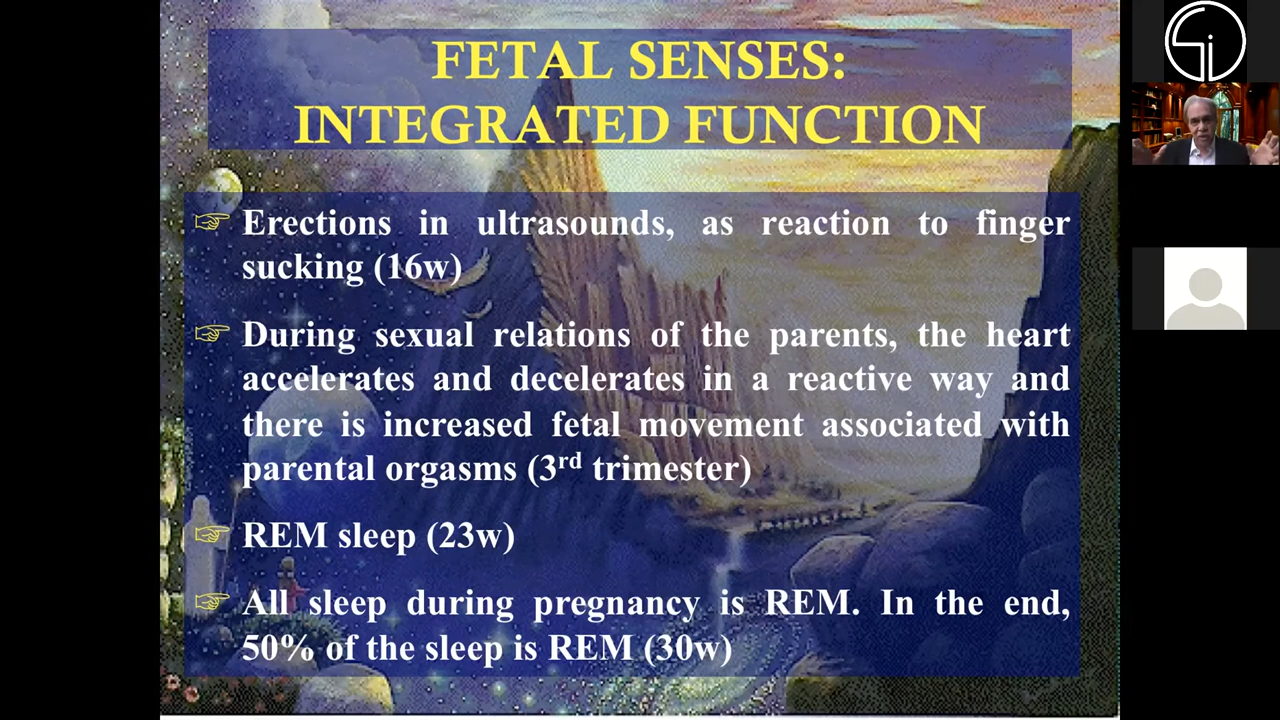 FETAL SENSES:
INTEGRATED FUNCTION
Erections in ultrasounds, as reaction to finger
sucking (16w)
During sexual relations of the parents, the heart
accelerates and decelerates in a reactive way and
there is increased fetal movement associated with
parental orgasms (3rd trimester)
REM sleep (23w)
All sleep during pregnancy is REM. In the end,
50% of the sleep is REM (30w)